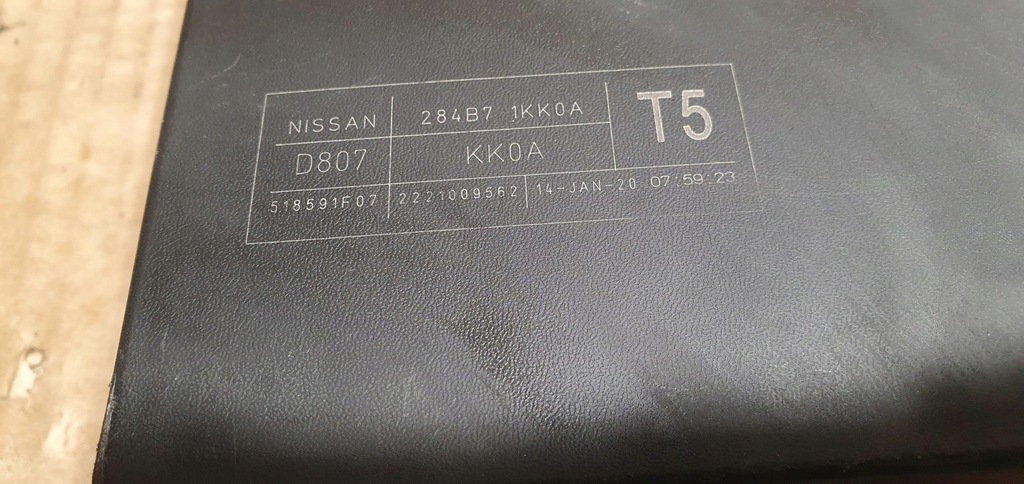 NISSAN 284B7 1KK0A T5
D807 KK0A
518591F07 2221009562 14-JAN-20 07:59:23